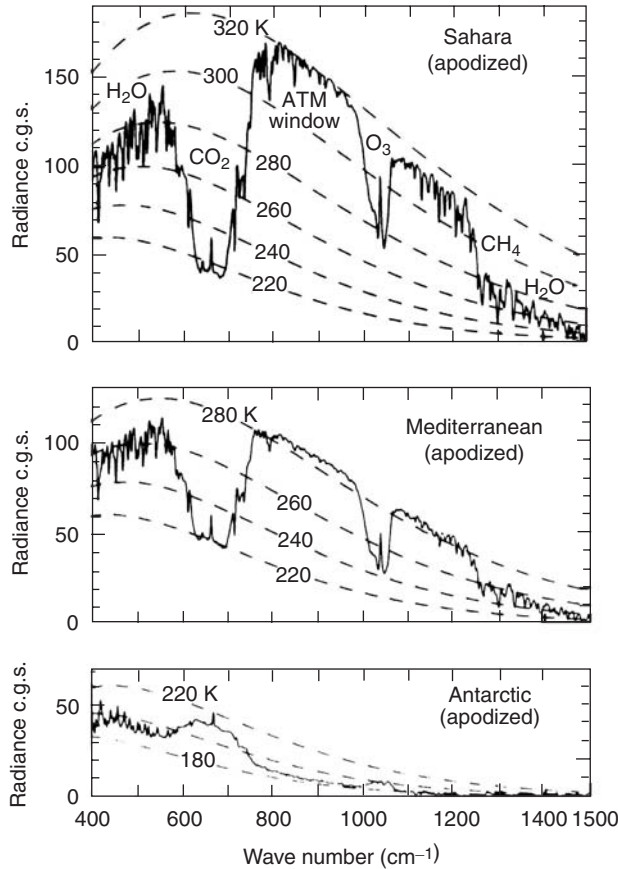 Radiance c.g.s.
150
100
50
0
320 K
Sahara
(apodized)
H₂O
300
ATM
window
CO₂
280
O₃
260
240
220
CH₄
H₂O
Radiance c.g.s.
100
50
0
280 K
Mediterranean
(apodized)
260
240
220
Radiance c.g.s.
50
0
220 K
Antarctic
(apodized)
180
400 600 800 1000 1200 1400 1500
Wave number (cm⁻¹)